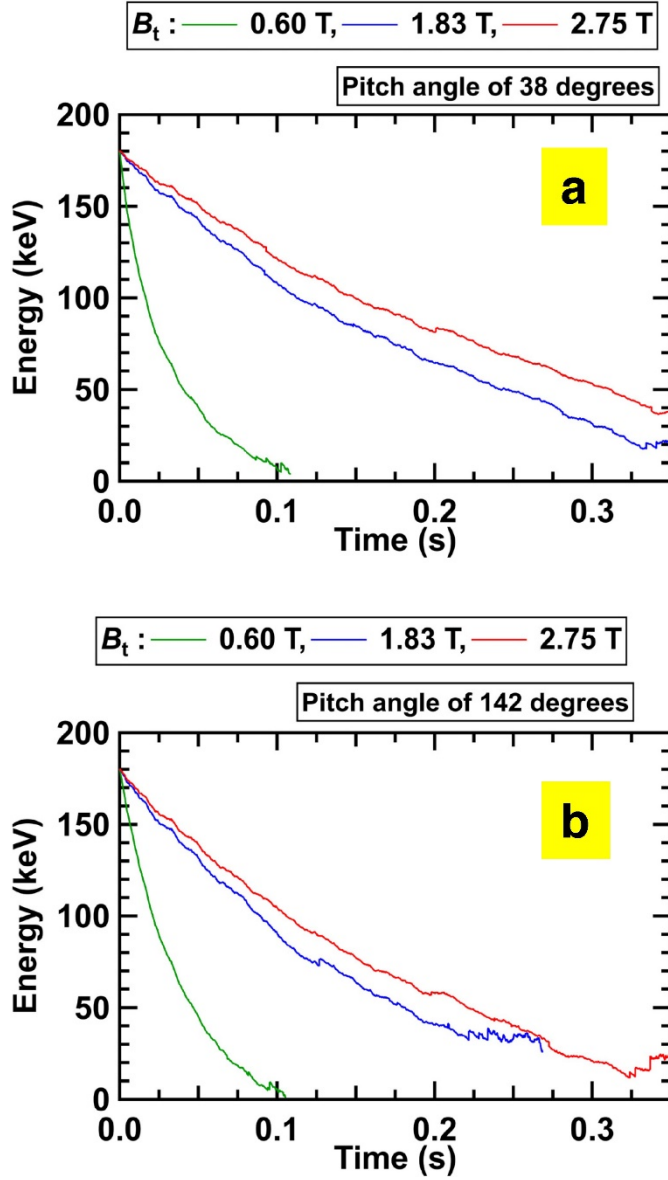 Bt : 0.60 T, 1.83 T, 2.75 T
Pitch angle of 38 degrees
a
200
150
100
50
0
Energy (keV)
0.0 0.1 0.2 0.3
Time (s)
Bt : 0.60 T, 1.83 T, 2.75 T
Pitch angle of 142 degrees
b
200
150
100
50
0
Energy (keV)
0.0 0.1 0.2 0.3
Time (s)